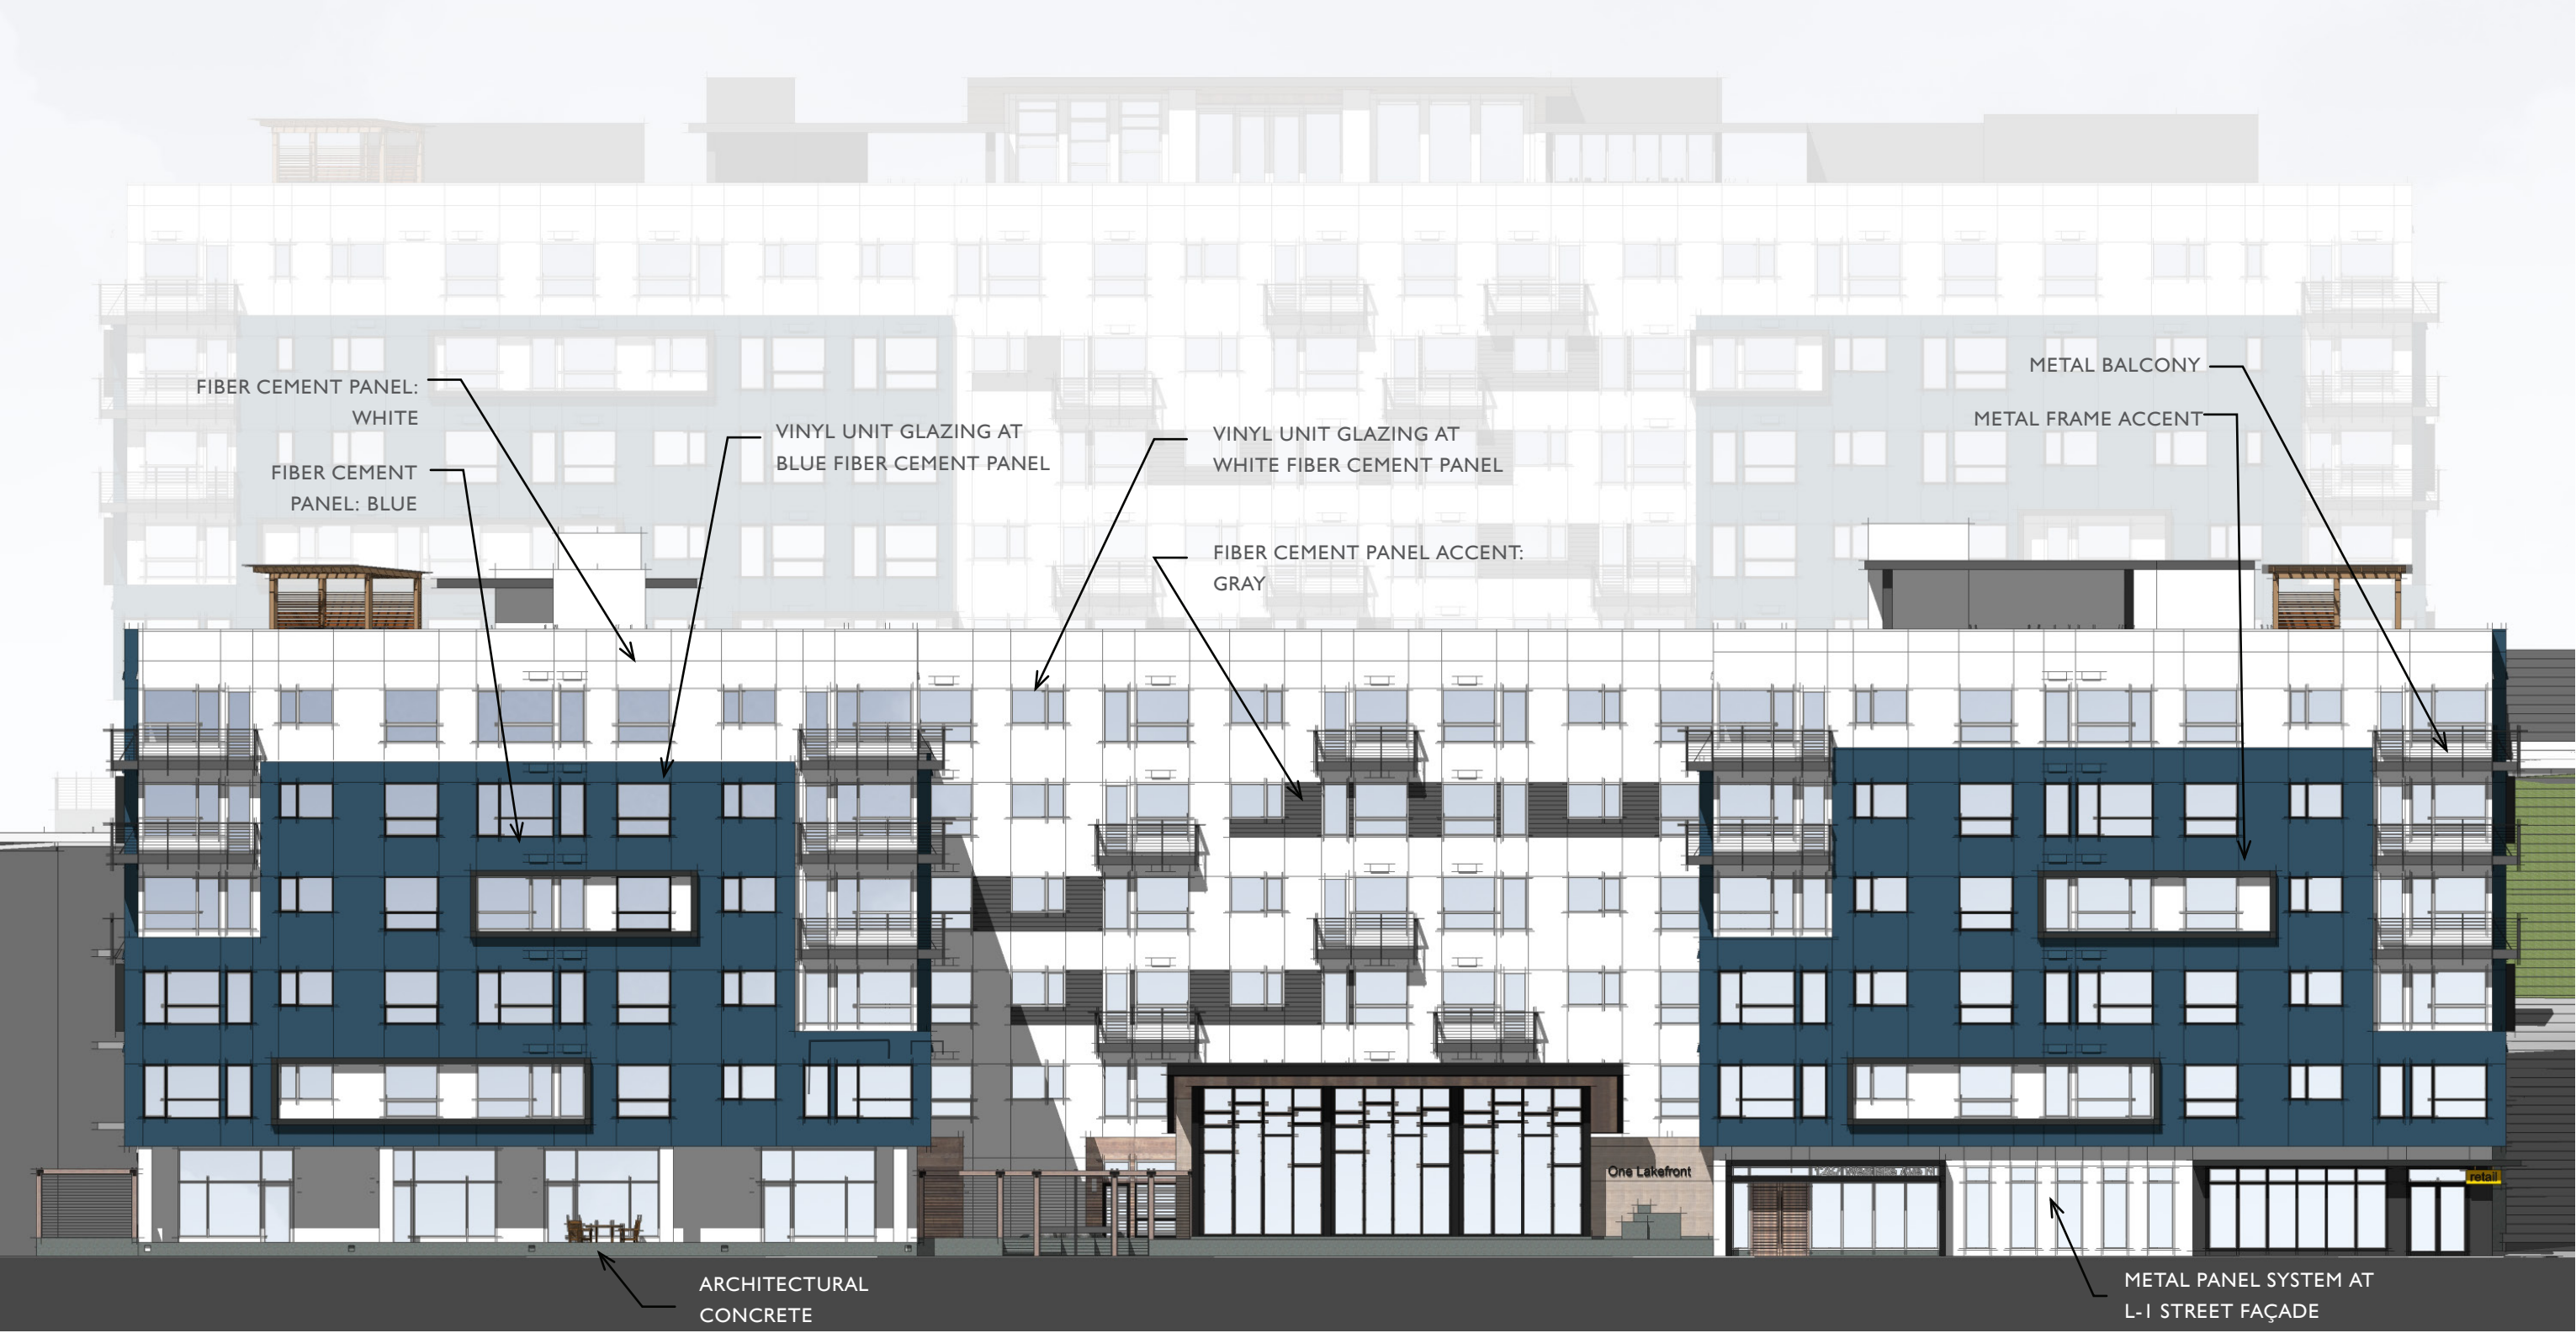 METAL BALCONY
FIBER CEMENT PANEL:
WHITE
METAL FRAME ACCENT
VINYL UNIT GLAZING AT
BLUE FIBER CEMENT PANEL
VINYL UNIT GLAZING AT
WHITE FIBER CEMENT PANEL
FIBER CEMENT
PANEL: BLUE
FIBER CEMENT PANEL ACCENT:
GRAY
One Lakefront
retail
ARCHITECTURAL
CONCRETE
METAL PANEL SYSTEM AT
L-1 STREET FAÇADE